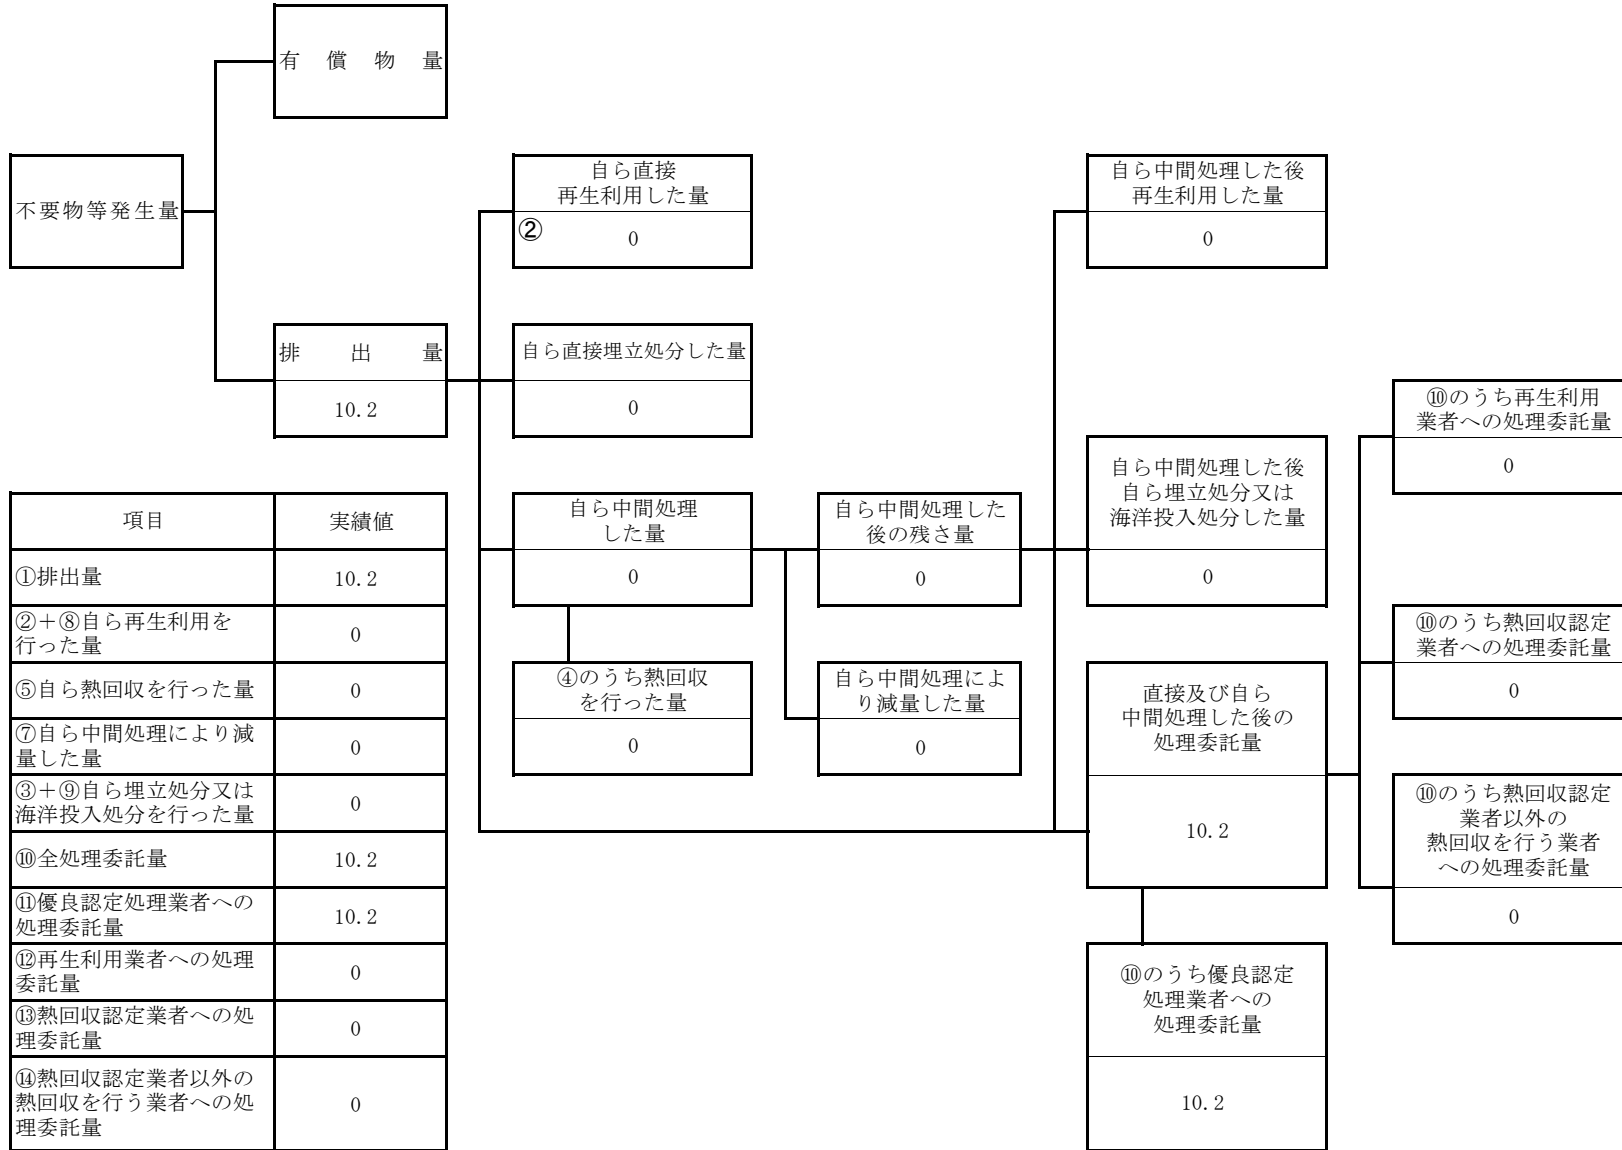 有償物量
不要物等発生量
自ら直接
再生利用した量
②
0
自ら中間処理した後
再生利用した量
0
排出量
10.2
自ら直接埋立処分した量
0
⑩のうち再生利用
業者への処理委託量
0
自ら中間処理した後
自ら埋立処分又は
海洋投入処分した量
0
自ら中間処理
した量
0
自ら中間処理した
後の残さ量
0
④のうち熱回収
を行った量
0
自ら中間処理によ
り減量した量
0
直接及び自ら
中間処理した後の
処理委託量
10.2
⑩のうち熱回収認定
業者への処理委託量
0
⑩のうち熱回収認定
業者以外の
熱回収を行う業者
への処理委託量
0
⑩のうち優良認定
処理業者への
処理委託量
10.2
項目 実績値
①排出量 10.2
②＋⑧自ら再生利用を
行った量 0
⑤自ら熱回収を行った量 0
⑦自ら中間処理により減
量した量 0
③＋⑨自ら埋立処分又は
海洋投入処分を行った量 0
⑩全処理委託量 10.2
⑪優良認定処理業者への
処理委託量 10.2
⑫再生利用業者への処理
委託量 0
⑬熱回収認定業者への処
理委託量 0
⑭熱回収認定業者以外の
熱回収を行う業者への処
理委託量 0